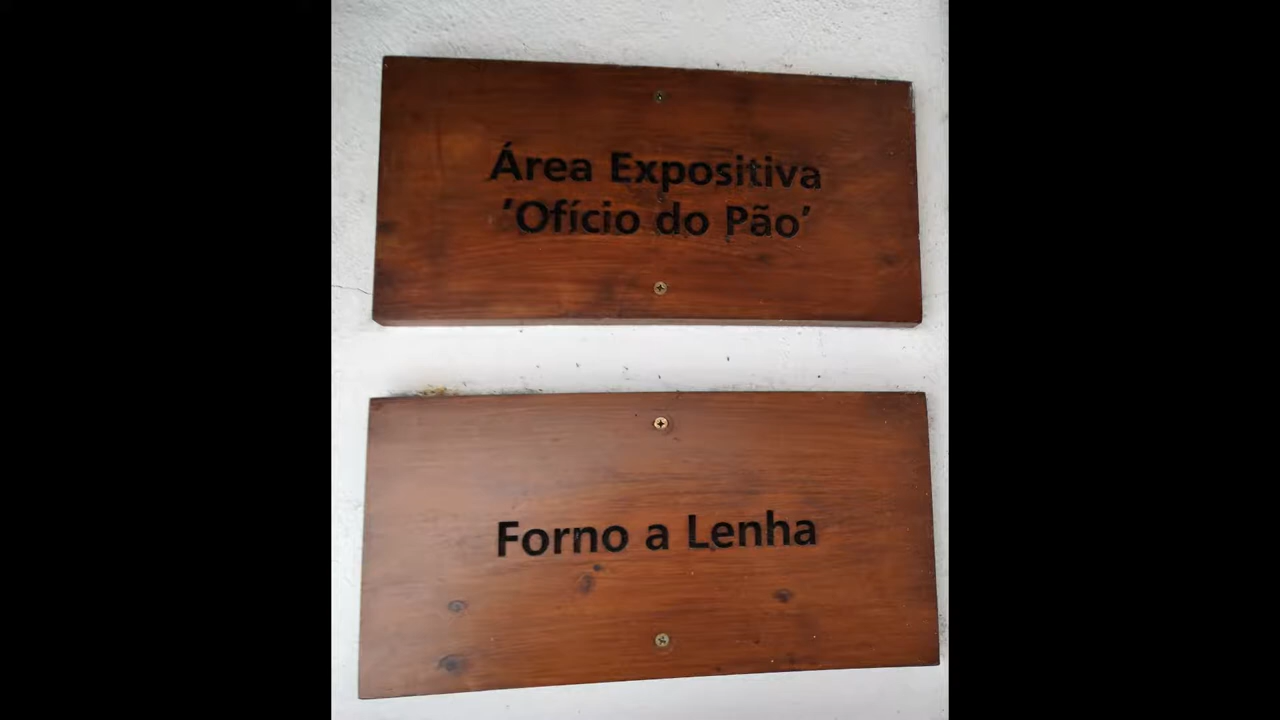 Área Expositiva
‘Ofício do Pão’
Forno a Lenha